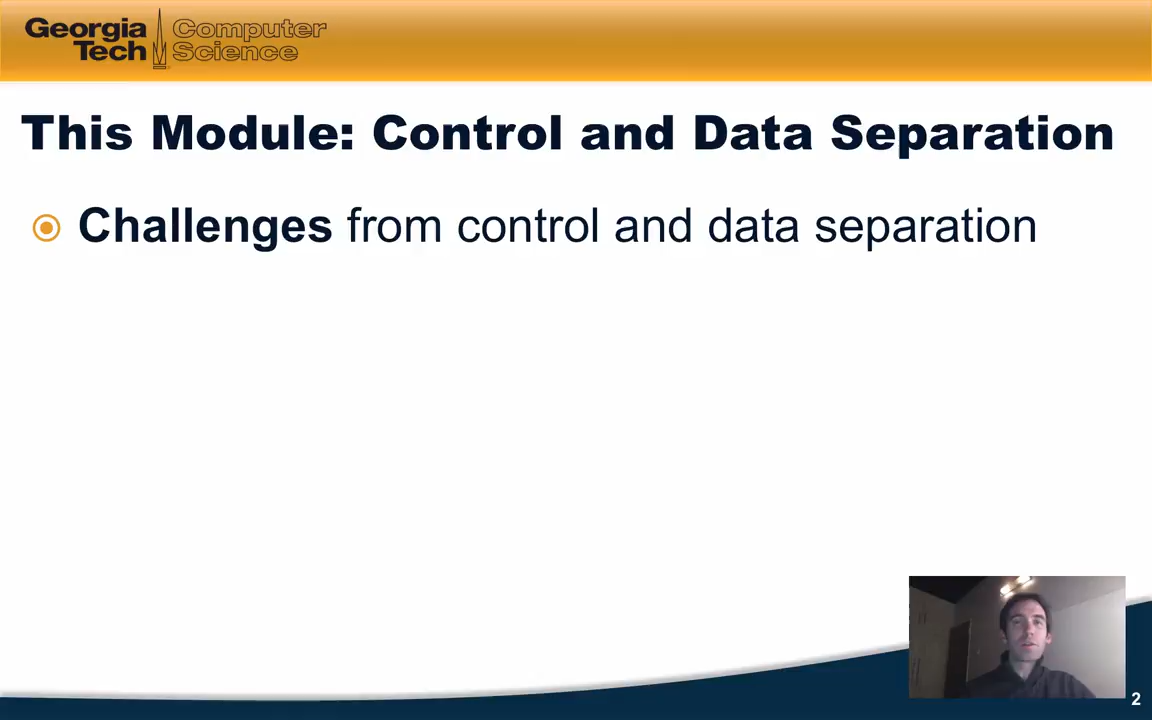 Georgia Tech
Computer Science
This Module: Control and Data Separation
Challenges from control and data separation
2